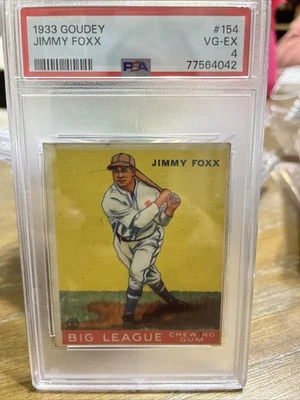 1933 GOUDEY #154
JIMMY FOXX VG-EX
4
PSA 77564042
JIMMY FOXX
BIG LEAGUE CHEWING
GUM